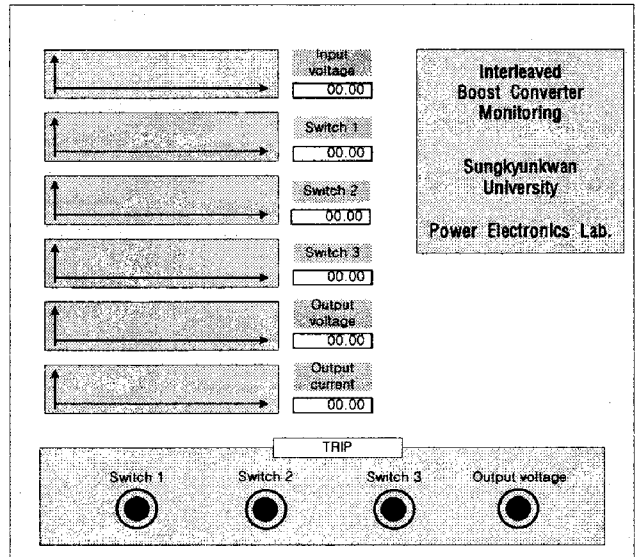 Input
voltage
00.00
Switch 1
00.00
Switch 2
00.00
Switch 3
00.00
Output
voltage
00.00
Output
current
00.00
Interleaved
Boost Converter
Monitoring
Sungkyunkwan
University
Power Electronics Lab.
TRIP
Switch 1
Switch 2
Switch 3
Output voltage